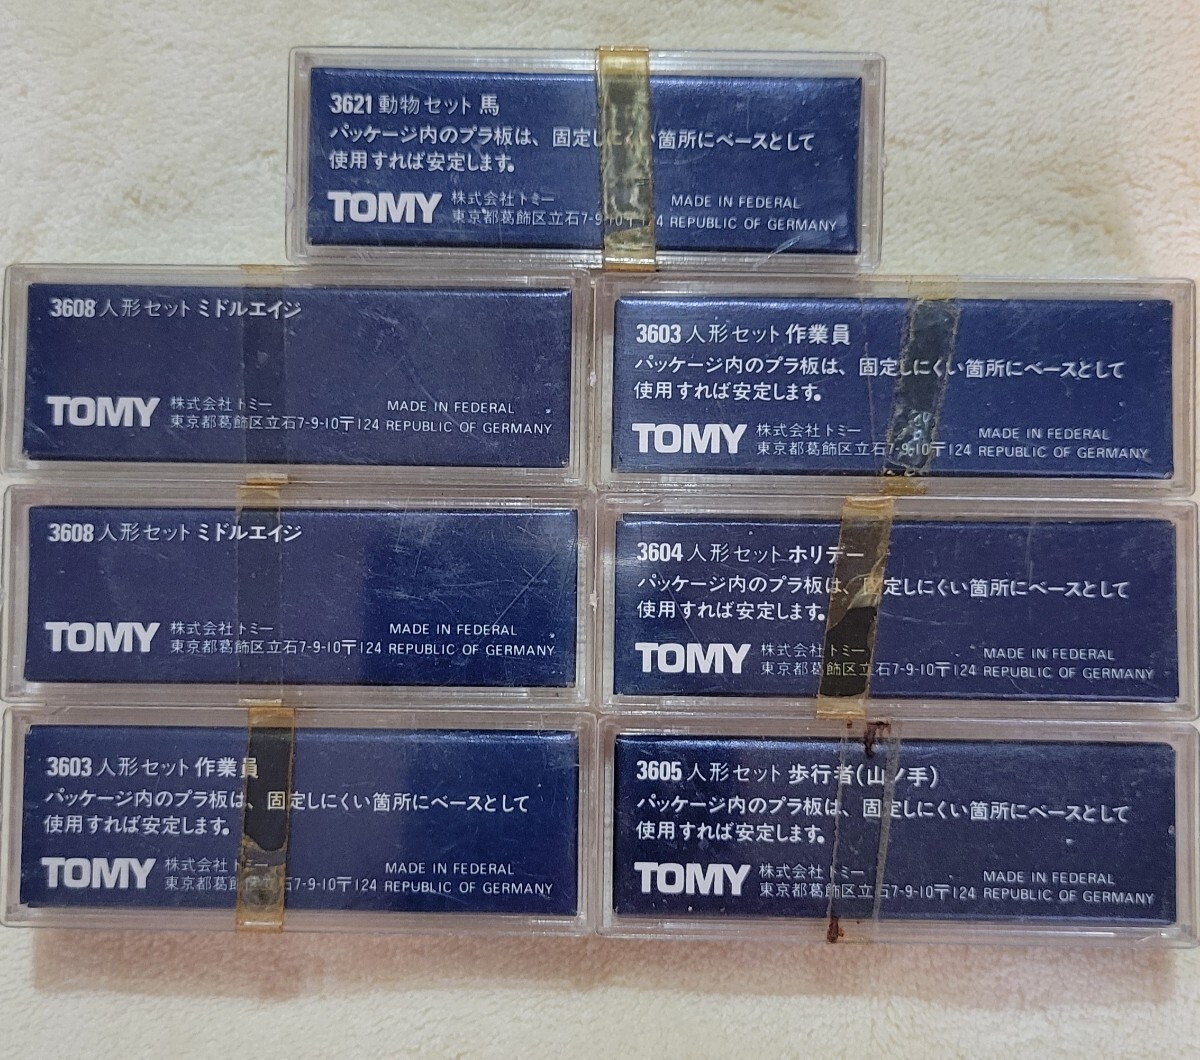 3621 動物セット 馬
パッケージ内のプラ板は、固定しにくい箇所にベースとして
使用すれば安定します。
TOMY
株式会社トミー
東京都葛飾区立石7-9-10〒124
MADE IN FEDERAL
REPUBLIC OF GERMANY
3608 人形セット ミドルエイジ
TOMY
株式会社トミー
東京都葛飾区立石7-9-10〒124
MADE IN FEDERAL
REPUBLIC OF GERMANY
3603 人形セット 作業員
パッケージ内のプラ板は、固定しにくい箇所にベースとして
使用すれば安定します。
TOMY
株式会社トミー
東京都葛飾区立石7-9-10〒124
MADE IN FEDERAL
REPUBLIC OF GERMANY
3608 人形セット ミドルエイジ
TOMY
株式会社トミー
東京都葛飾区立石7-9-10〒124
MADE IN FEDERAL
REPUBLIC OF GERMANY
3604 人形セット ホリデー
パッケージ内のプラ板は、固定しにくい箇所にベースとして
使用すれば安定します。
TOMY
株式会社トミー
東京都葛飾区立石7-9-10〒124
MADE IN FEDERAL
REPUBLIC OF GERMANY
3603 人形セット 作業員
パッケージ内のプラ板は、固定しにくい箇所にベースとして
使用すれば安定します。
TOMY
株式会社トミー
東京都葛飾区立石7-9-10〒124
MADE IN FEDERAL
REPUBLIC OF GERMANY
3605 人形セット 歩行者(山ノ手)
パッケージ内のプラ板は、固定しにくい箇所にベースとして
使用すれば安定します。
TOMY
株式会社トミー
東京都葛飾区立石7-9-10〒124
MADE IN FEDERAL
REPUBLIC OF GERMANY